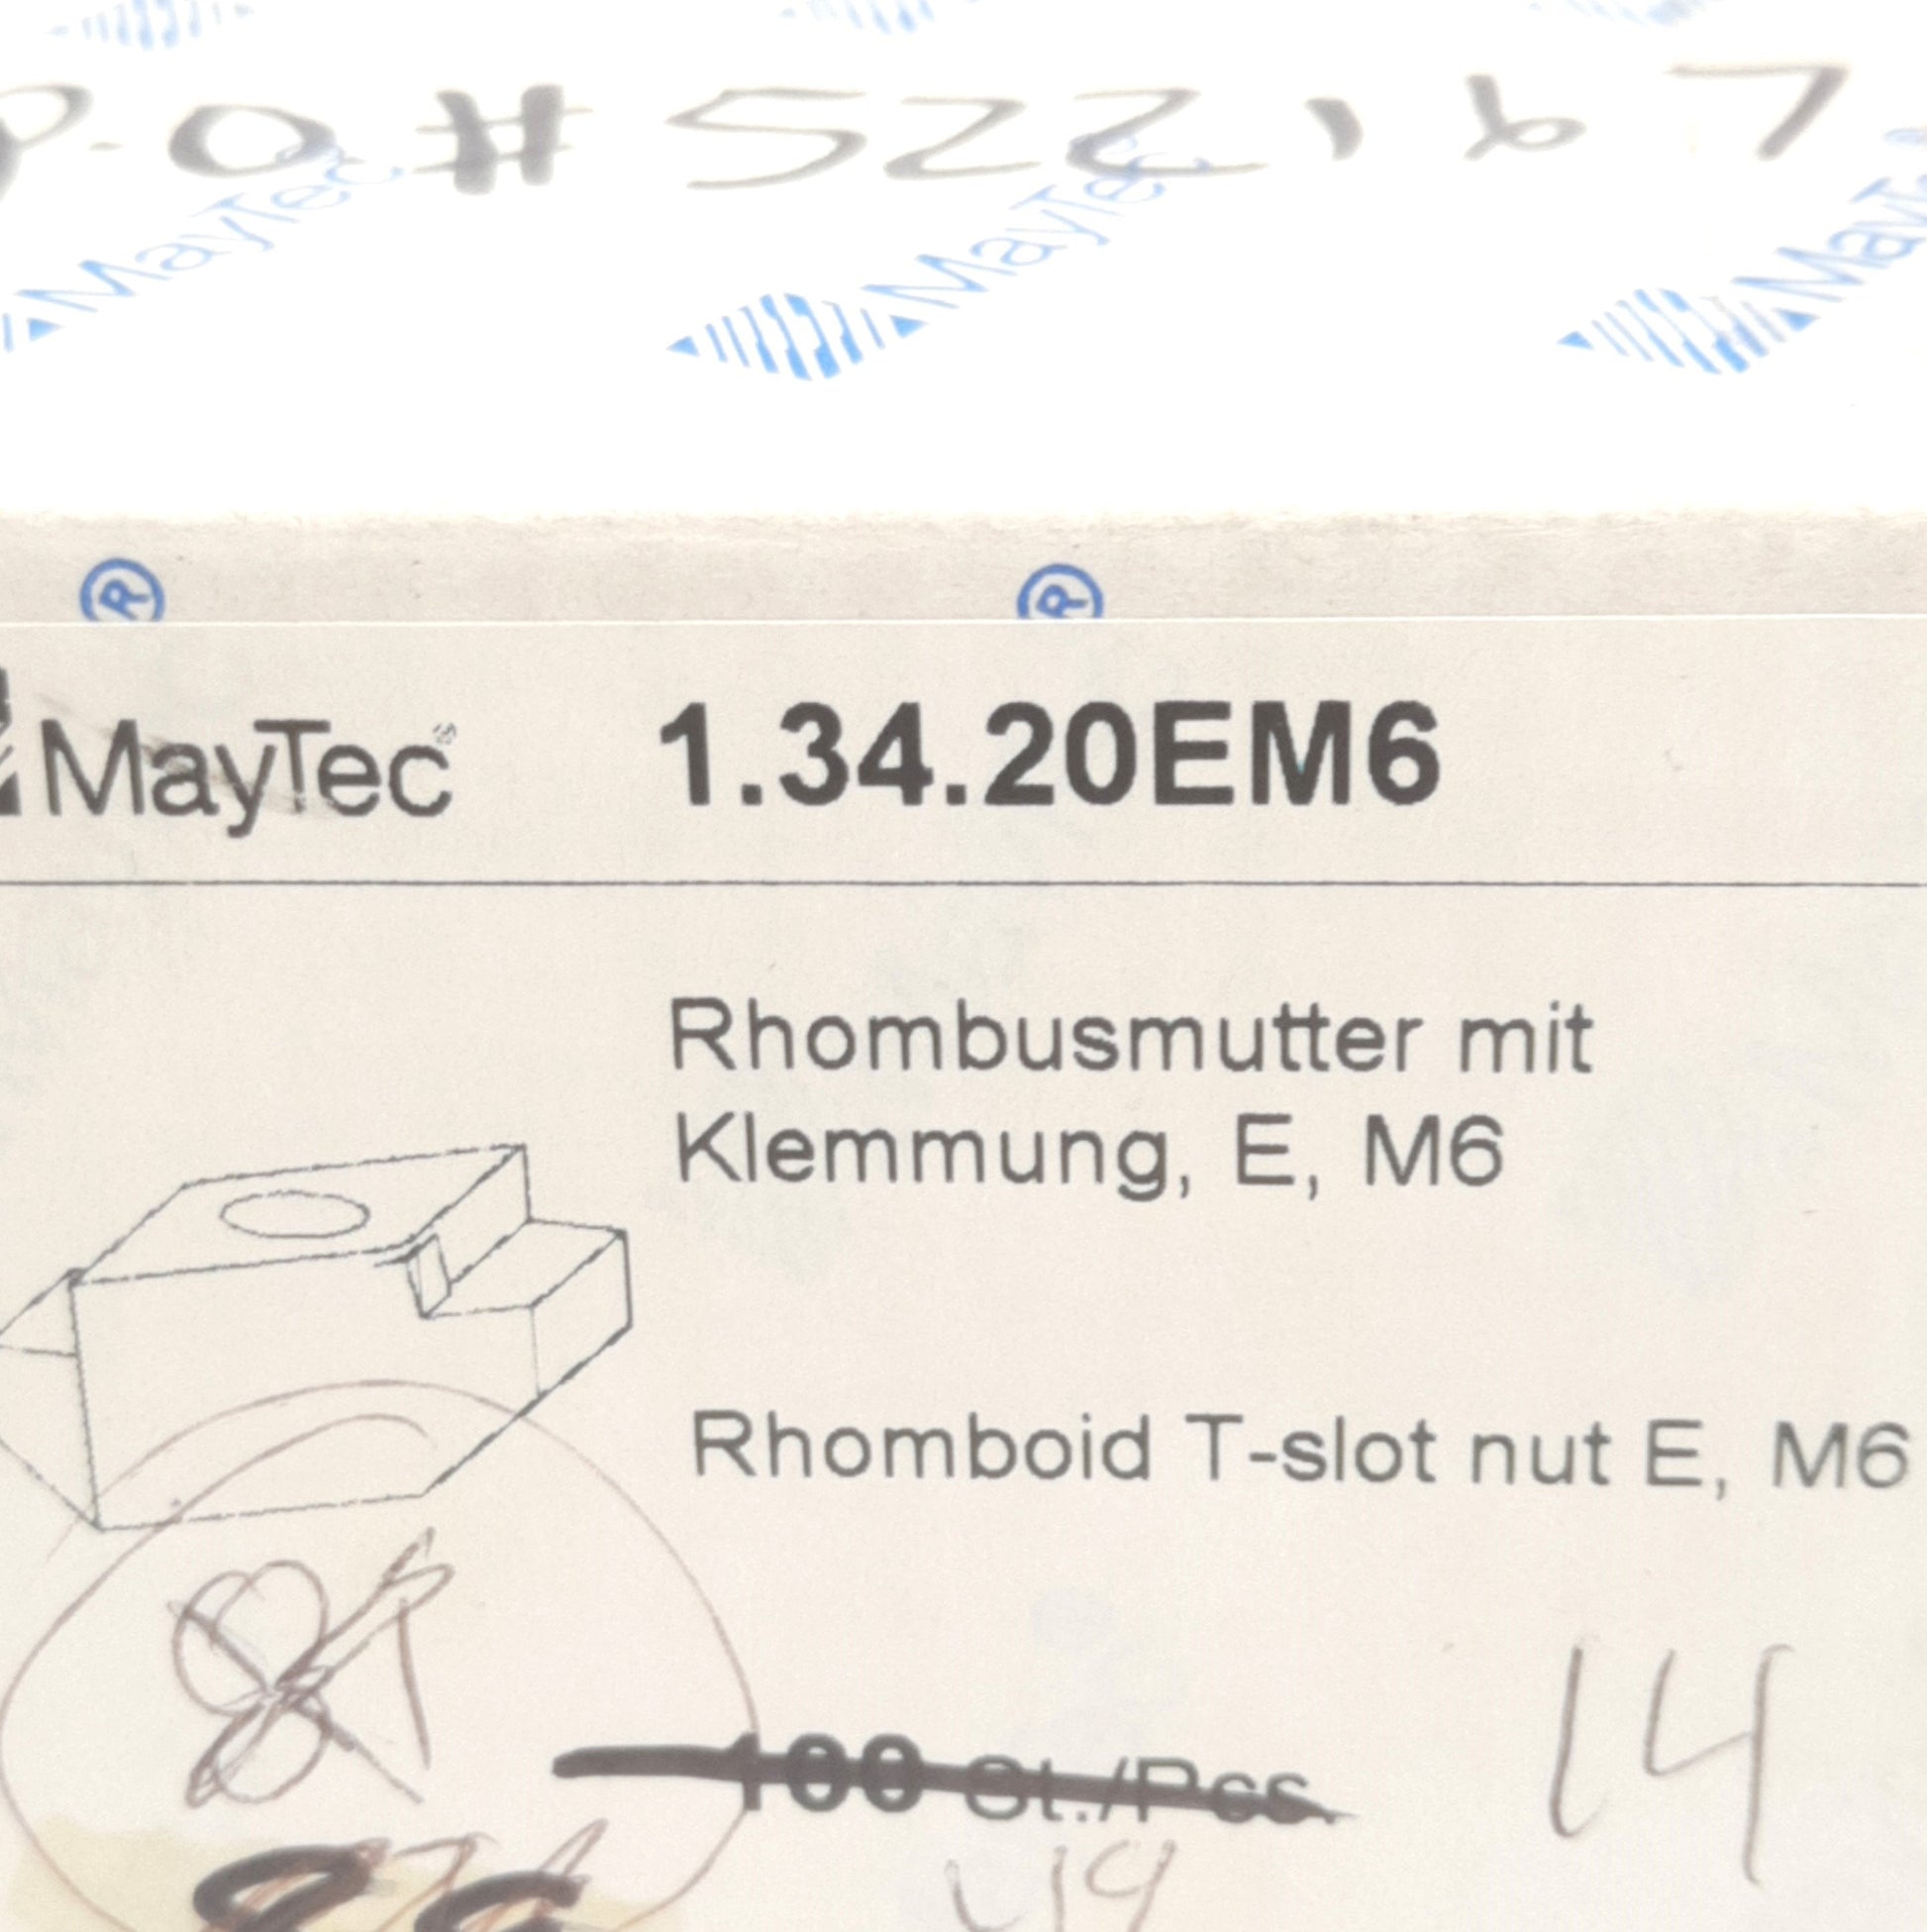 P.O # 522167
MayTec MayTec MayTec
® ®
MayTec® 1.34.20EM6
Rhombusmutter mit
Klemmung, E, M6
Rhomboid T-slot nut E, M6
81
100 St./Pcs. 14